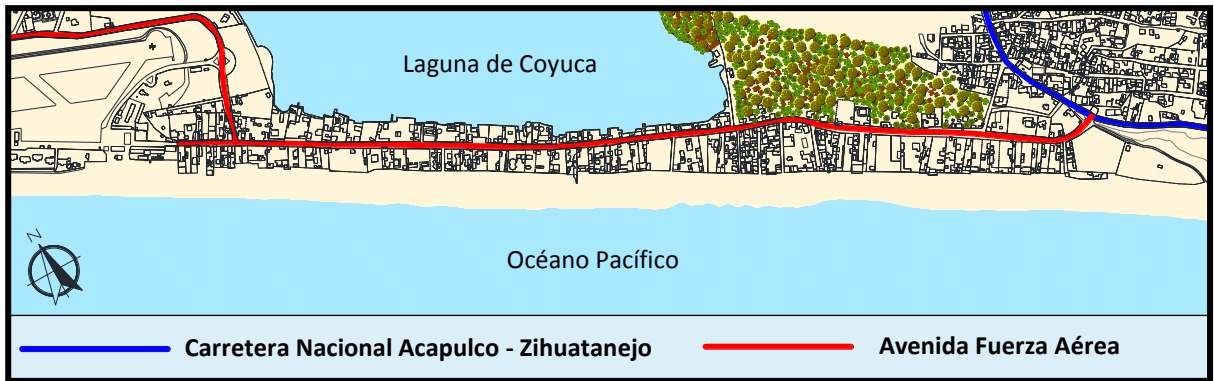 Laguna de Coyuca
Océano Pacífico
N
Carretera Nacional Acapulco - Zihuatanejo
Avenida Fuerza Aérea